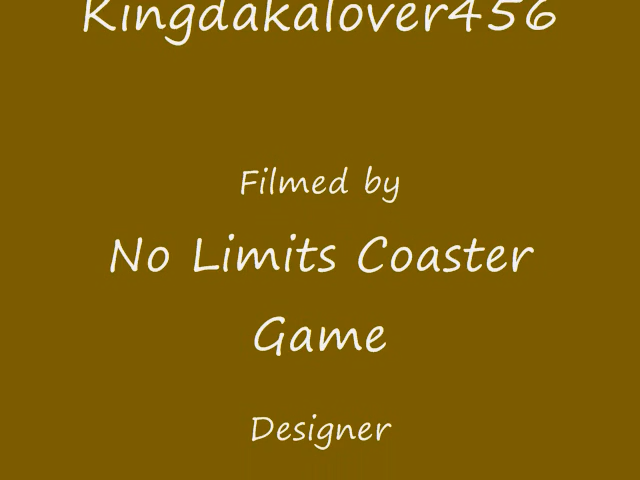 Kingdakalover456
Filmed by
No Limits Coaster
Game
Designer